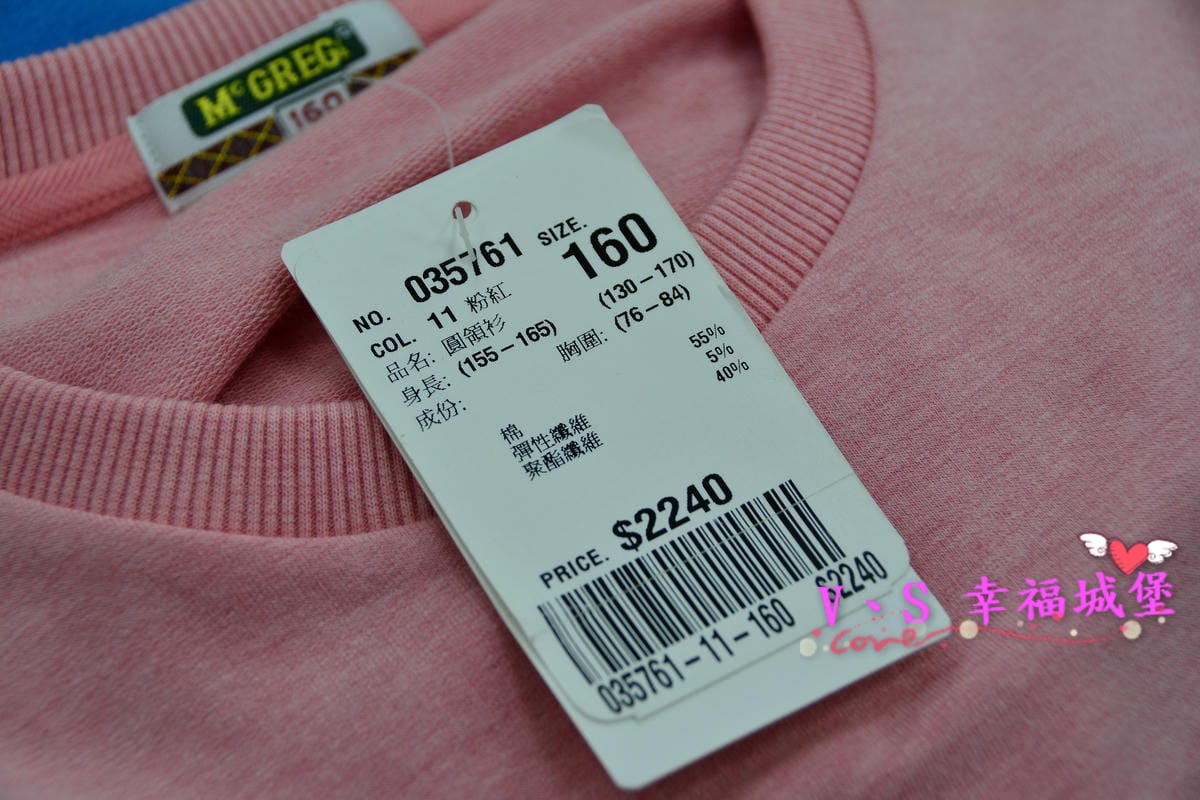 McGREG
160
NO. 035761 SIZE. 160
COL. 11 粉紅 (130－170)
品名: 圓領衫 (76－84)
身長: (155－165) 胸圍:
成份:
棉 55%
彈性纖維 5%
聚酯纖維 40%
PRICE. $2240
035761－11－160 $2240
V、S 幸福城堡